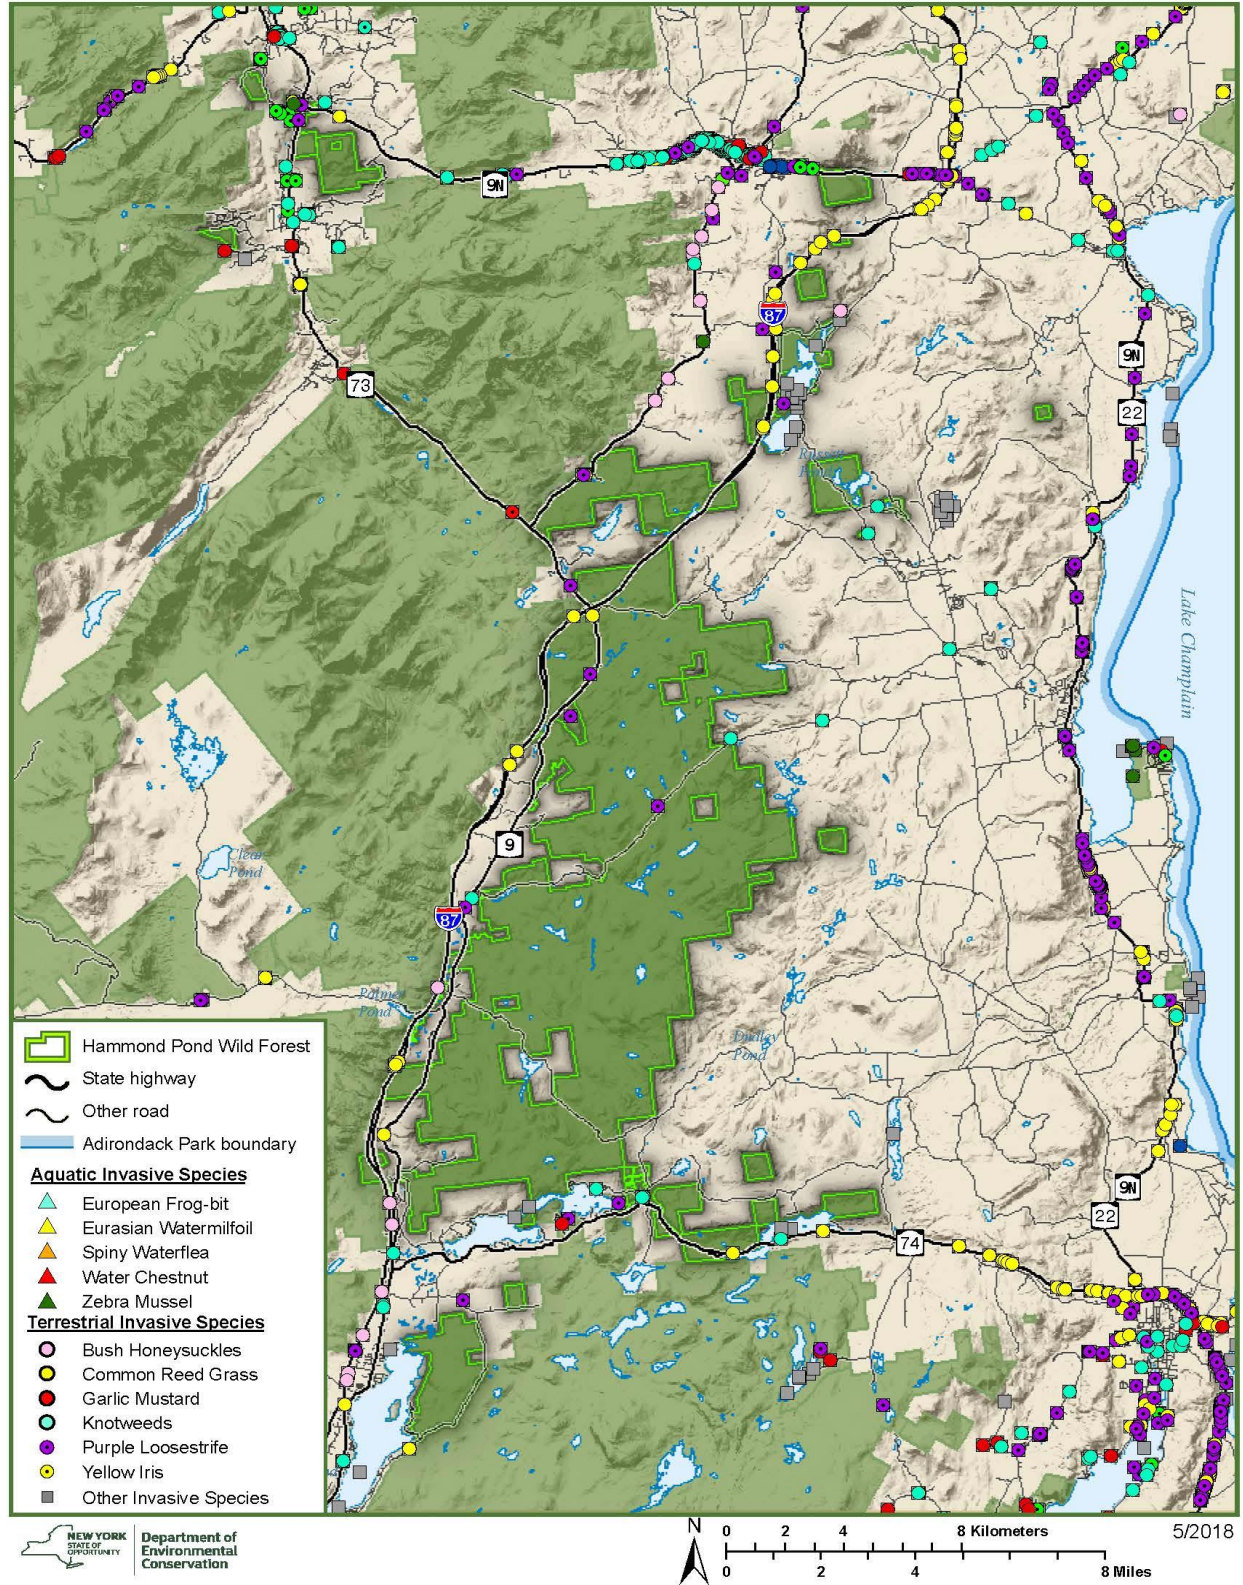 9N
87
73
9N
22
Russett
Pond
Lake Champlain
9
Clear
Pond
87
Palmer
Pond
Dudley
Pond
9N
22
74
Hammond Pond Wild Forest
State highway
Other road
Adirondack Park boundary
Aquatic Invasive Species
European Frog-bit
Eurasian Watermilfoil
Spiny Waterflea
Water Chestnut
Zebra Mussel
Terrestrial Invasive Species
Bush Honeysuckles
Common Reed Grass
Garlic Mustard
Knotweeds
Purple Loosestrife
Yellow Iris
Other Invasive Species
NEW YORK
STATE OF
OPPORTUNITY
Department of
Environmental
Conservation
N
0 2 4 8 Kilometers
0 2 4 8 Miles
5/2018